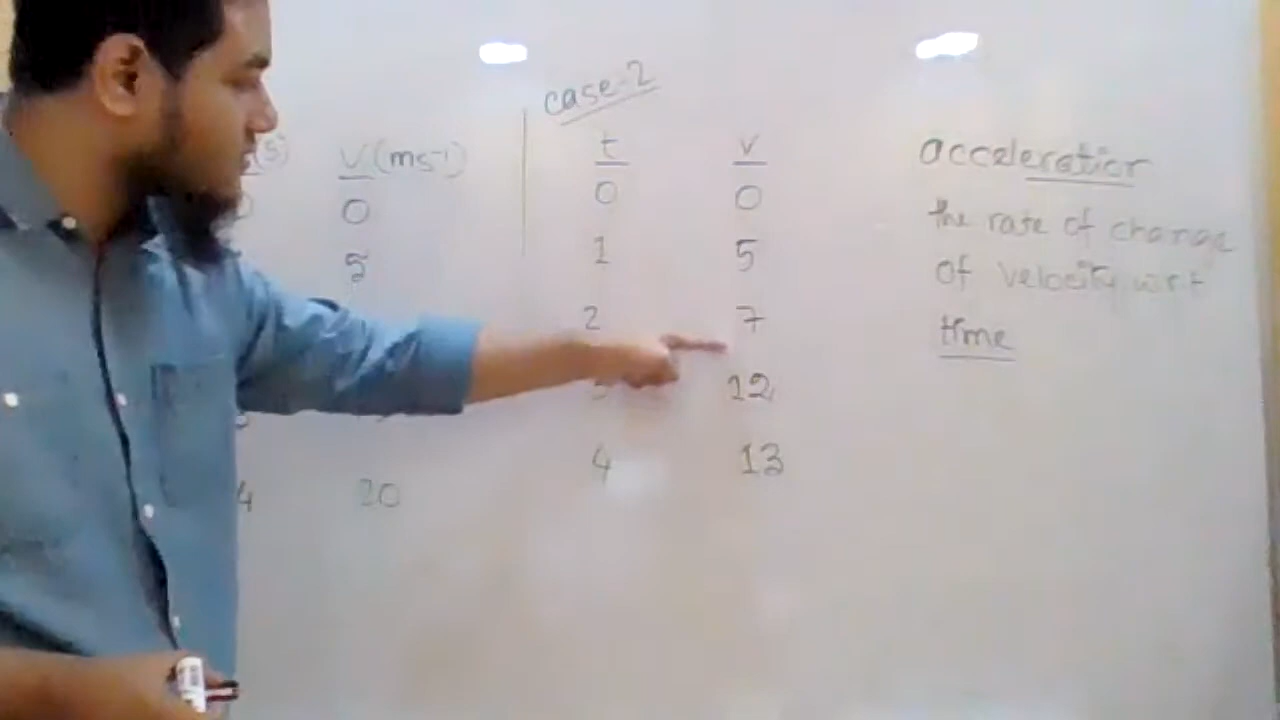 case-2
(s) V(ms-1) t V
0 0 0
5 1 5
2 7
12
4 13
4 20
acceleration
the rate of change
of velocity w.r.t
time